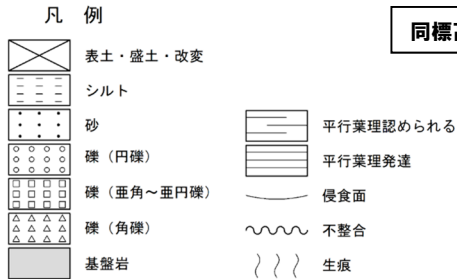 凡 例
同標
表土・盛土・改変
シルト
砂
礫（円礫）
礫（亜角～亜円礫）
礫（角礫）
基盤岩
平行葉理認められる
平行葉理発達
侵食面
不整合
生痕